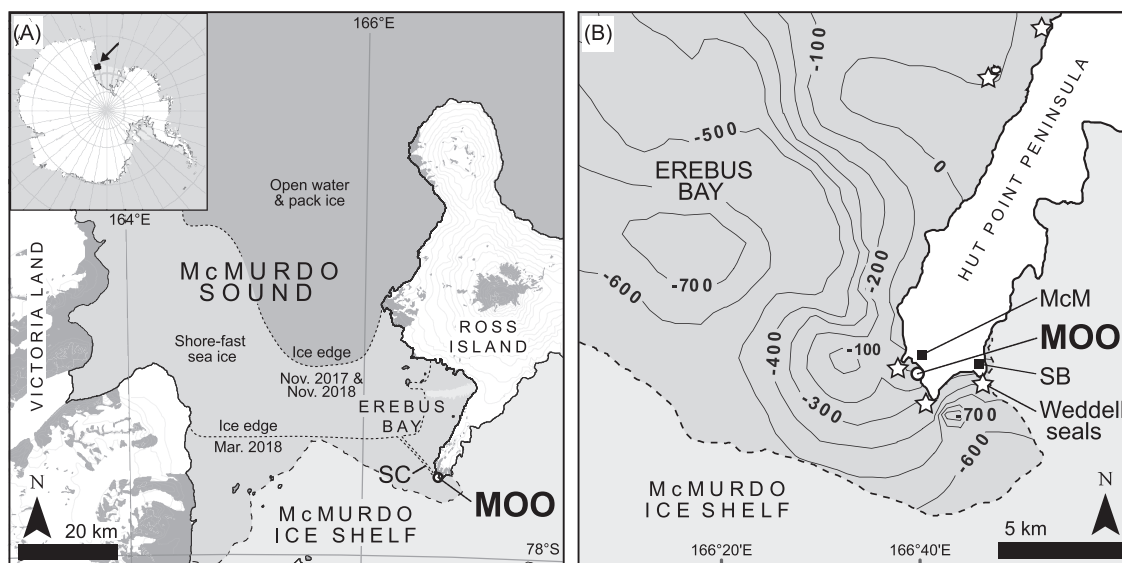 (A)
166°E
164°E
Open water
& pack ice
McMURDO
SOUND
VICTORIA LAND
Shore-fast
sea ice
ROSS
ISLAND
Ice edge
Nov. 2017 &
Nov. 2018
EREBUS
BAY
Ice edge
Mar. 2018
SC
MOO
N
20 km
McMURDO
ICE SHELF
78°S
(B)
-100
-500
EREBUS
BAY
0
HUT POINT PENINSULA
-200
-700
-600
McM
MOO
-100
-400
SB
-300
Weddell
seals
-700
-600
McMURDO
ICE SHELF
N
5 km
166°20'E
166°40'E